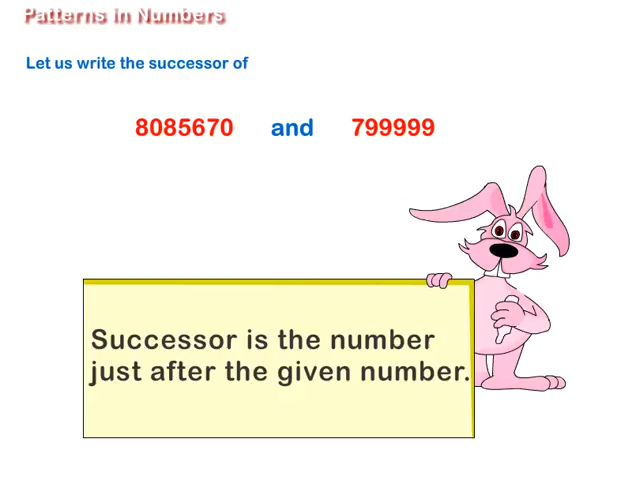 Patterns in Numbers
Let us write the successor of
8085670 and 799999
Successor is the number
just after the given number.